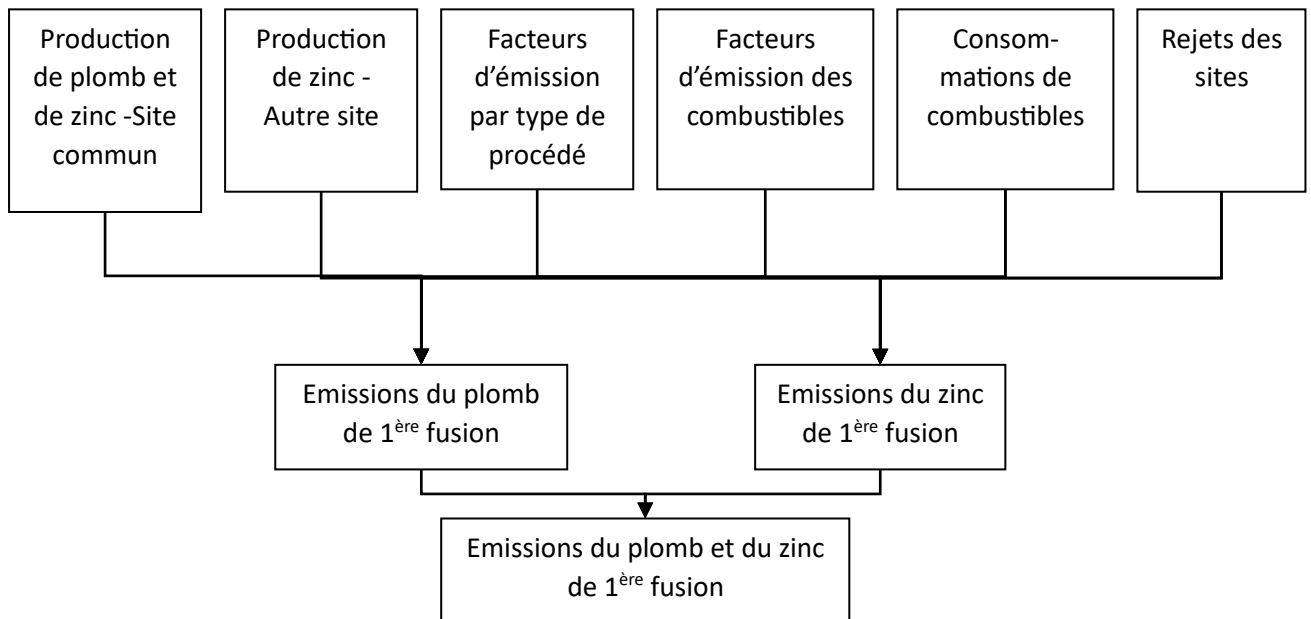 Production
de plomb et
de zinc -Site
commun
Production
de zinc -
Autre site
Facteurs
d'émission
par type de
procédé
Facteurs
d'émission des
combustibles
Consom-
mations de
combustibles
Rejets des
sites
Emissions du plomb
de 1ère fusion
Emissions du zinc
de 1ère fusion
Emissions du plomb et du zinc
de 1ère fusion